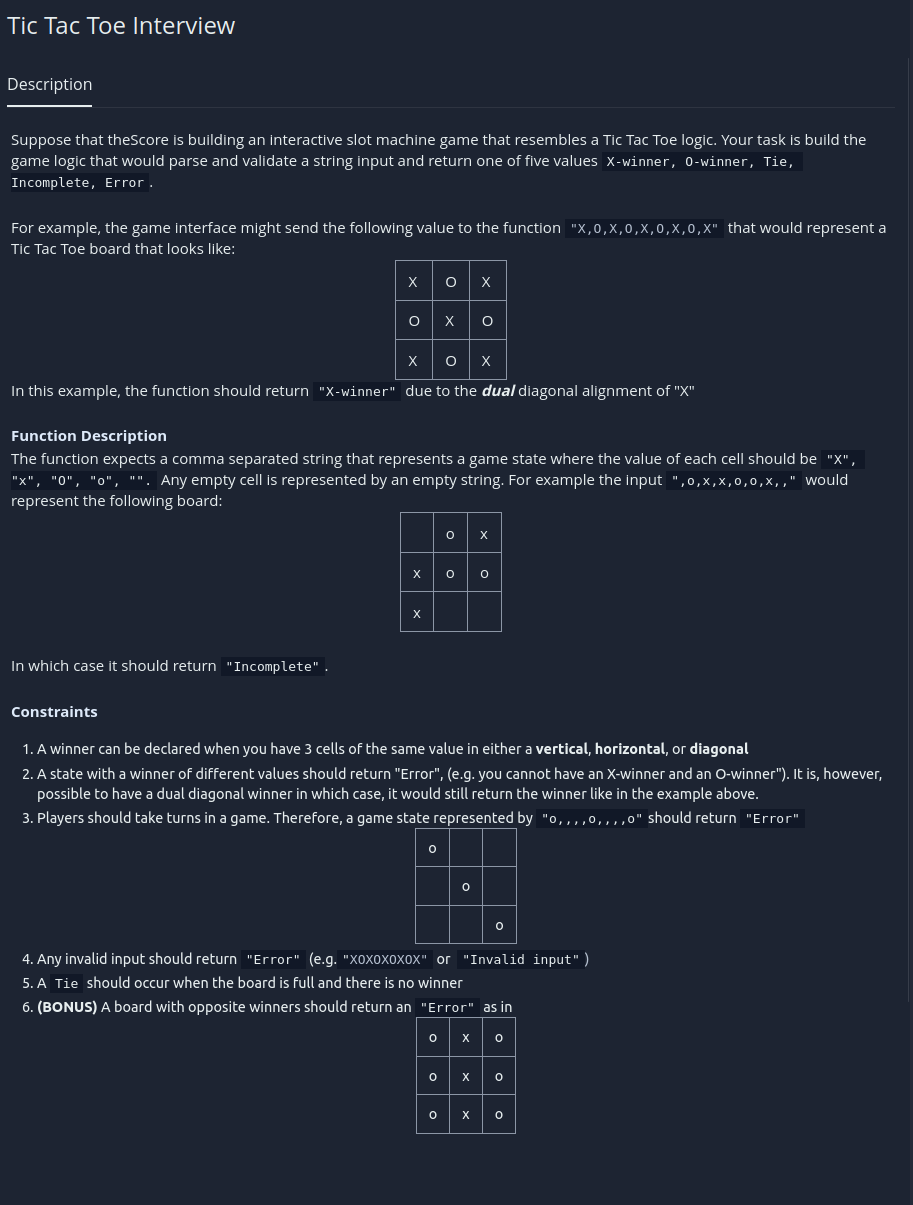 Tic Tac Toe Interview
Description
Suppose that theScore is building an interactive slot machine game that resembles a Tic Tac Toe logic. Your task is build the
game logic that would parse and validate a string input and return one of five values X-winner, O-winner, Tie,
Incomplete, Error.
For example, the game interface might send the following value to the function "X,O,X,O,X,O,X,O,X" that would represent a
Tic Tac Toe board that looks like:
X O X
O X O
X O X
In this example, the function should return "X-winner" due to the dual diagonal alignment of "X"
Function Description
The function expects a comma separated string that represents a game state where the value of each cell should be "X",
"x", "O", "o", "". Any empty cell is represented by an empty string. For example the input ",o,x,x,o,o,x,," would
represent the following board:
o x
x o o
x
In which case it should return "Incomplete".
Constraints
1. A winner can be declared when you have 3 cells of the same value in either a vertical, horizontal, or diagonal
2. A state with a winner of different values should return "Error", (e.g. you cannot have an X-winner and an O-winner"). It is, however,
possible to have a dual diagonal winner in which case, it would still return the winner like in the example above.
3. Players should take turns in a game. Therefore, a game state represented by "o,,,,o,,,,o" should return "Error"
o
o
o
4. Any invalid input should return "Error" (e.g. "XOXOXOXOX" or "Invalid input")
5. A Tie should occur when the board is full and there is no winner
6. (BONUS) A board with opposite winners should return an "Error" as in
o x o
o x o
o x o